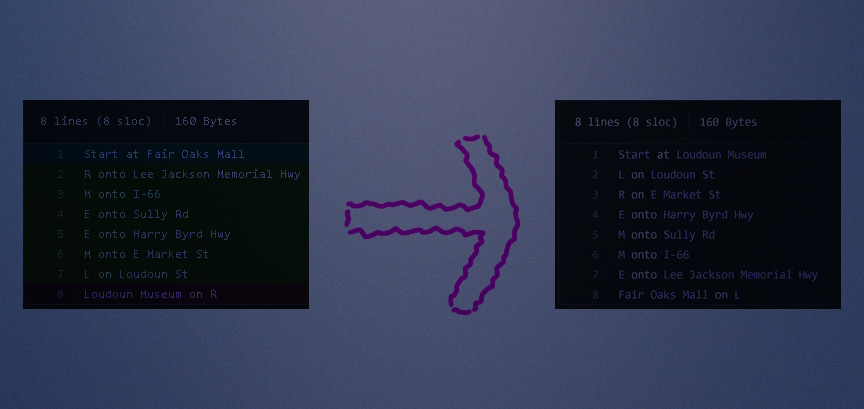 8 lines (8 sloc) 160 Bytes
1 Start at Fair Oaks Mall
2 R onto Lee Jackson Memorial Hwy
3 M onto I-66
4 E onto Sully Rd
5 E onto Harry Byrd Hwy
6 M onto E Market St
7 L on Loudoun St
8 Loudoun Museum on R
8 lines (8 sloc) 160 Bytes
1 Start at Loudoun Museum
2 L on Loudoun St
3 R on E Market St
4 E onto Harry Byrd Hwy
5 M onto Sully Rd
6 M onto I-66
7 E onto Lee Jackson Memorial Hwy
8 Fair Oaks Mall on L